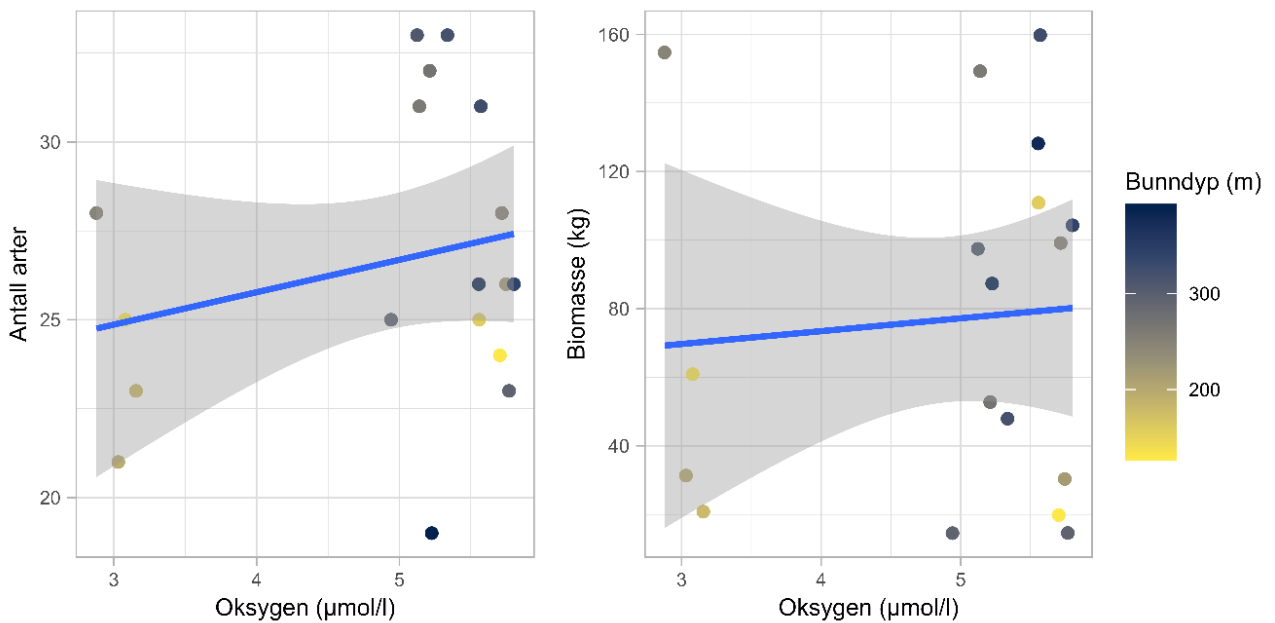 Antall arter
30
25
20
3 4 5
Oksygen (µmol/l)
Biomasse (kg)
160
120
80
40
3 4 5
Oksygen (µmol/l)
Bunndyp (m)
300
200